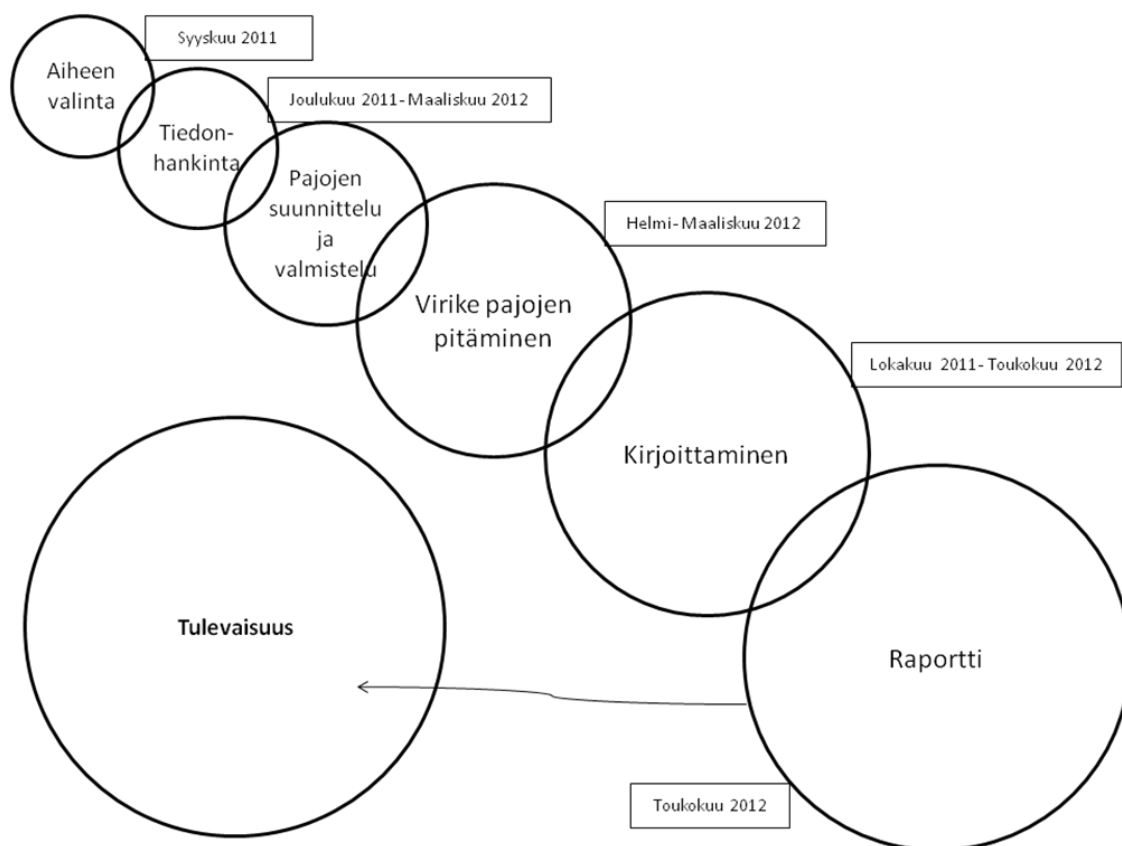 Syyskuu 2011
Aiheen
valinta
Joulukuu 2011- Maaliskuu 2012
Tiedon-
hankinta
Pajojen
suunnittelu
ja
valmistelu
Helmi- Maaliskuu 2012
Virike pajojen
pitäminen
Lokakuu 2011- Toukokuu 2012
Kirjoittaminen
Raportti
Tulevaisuus
Toukokuu 2012